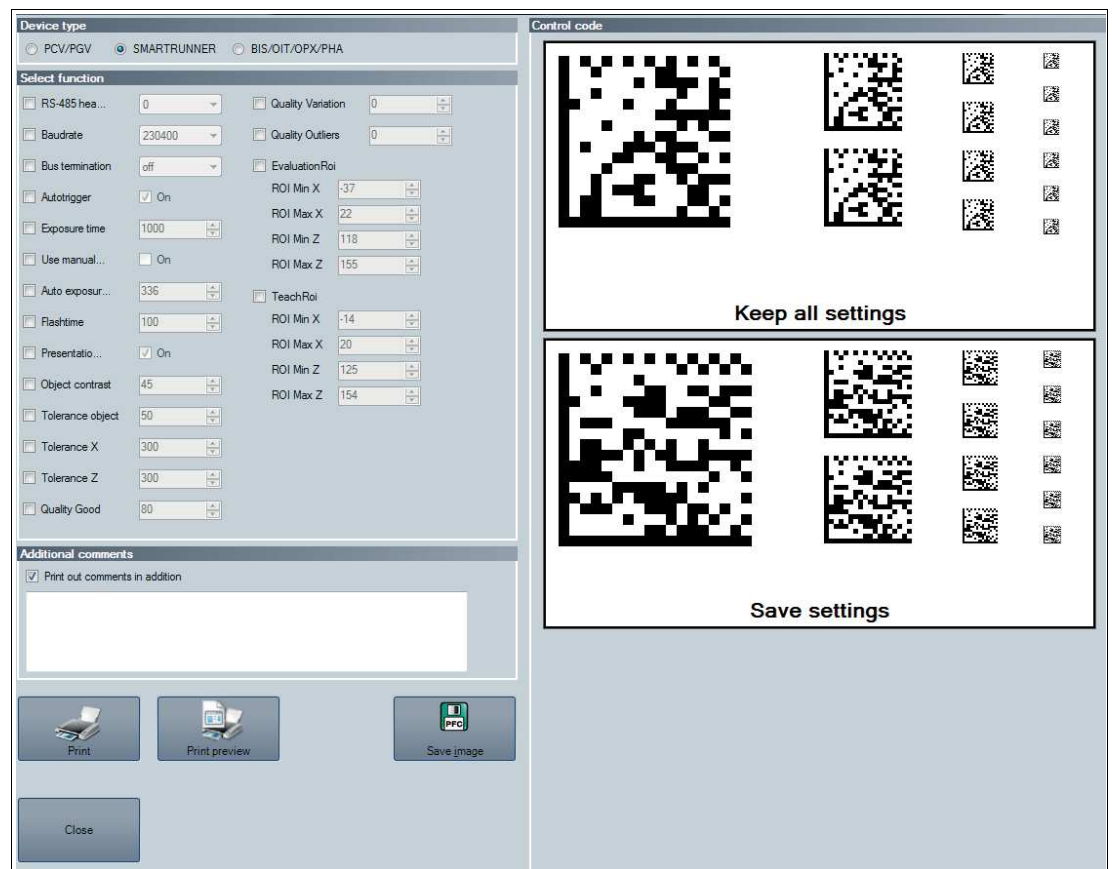 Device type
PCV/PGV SMARTRUNNER BIS/OIT/OPX/PHA
Select function
RS-485 hea... 0
Baudrate 230400
Bus termination off
Autotrigger On
Exposure time 1000
Use manual... On
Auto exposur... 336
Flashtime 100
Presentatio... On
Object contrast 45
Tolerance object 50
Tolerance X 300
Tolerance Z 300
Quality Good 80
Quality Variation 0
Quality Outliers 0
EvaluationRoi
ROI Min X -37
ROI Max X 22
ROI Min Z 118
ROI Max Z 155
TeachRoi
ROI Min X -14
ROI Max X 20
ROI Min Z 125
ROI Max Z 154
Additional comments
Print out comments in addition
Print
Print preview
PFC
Save image
Close
Control code
Keep all settings
Save settings